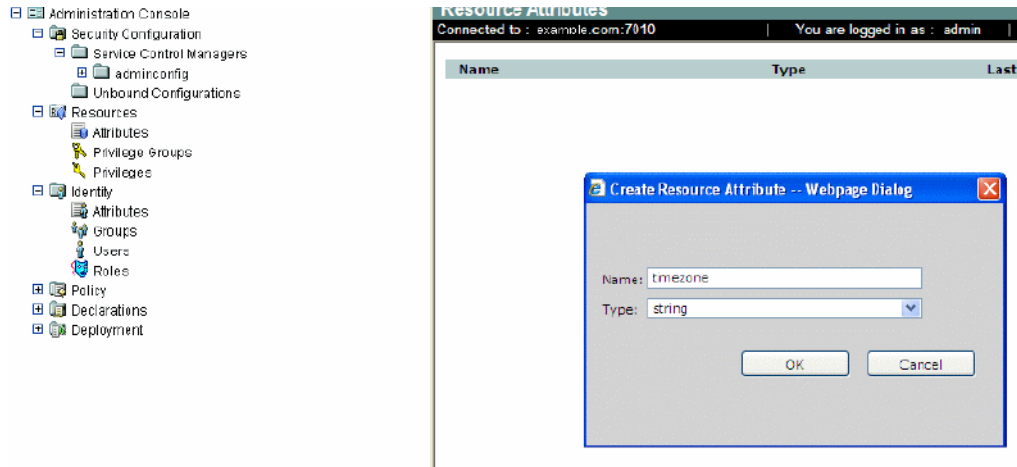 Administration Console
Security Configuration
Service Control Managers
adminconfig
Unbound Configurations
Resources
Attributes
Privilege Groups
Privileges
Identity
Attributes
Groups
Users
Roles
Policy
Declarations
Deployment
Resource Attributes
Connected to : example.com:7010 | You are logged in as : admin |
Name Type Last
Create Resource Attribute -- Webpage Dialog
Name: timezone
Type: string
OK Cancel